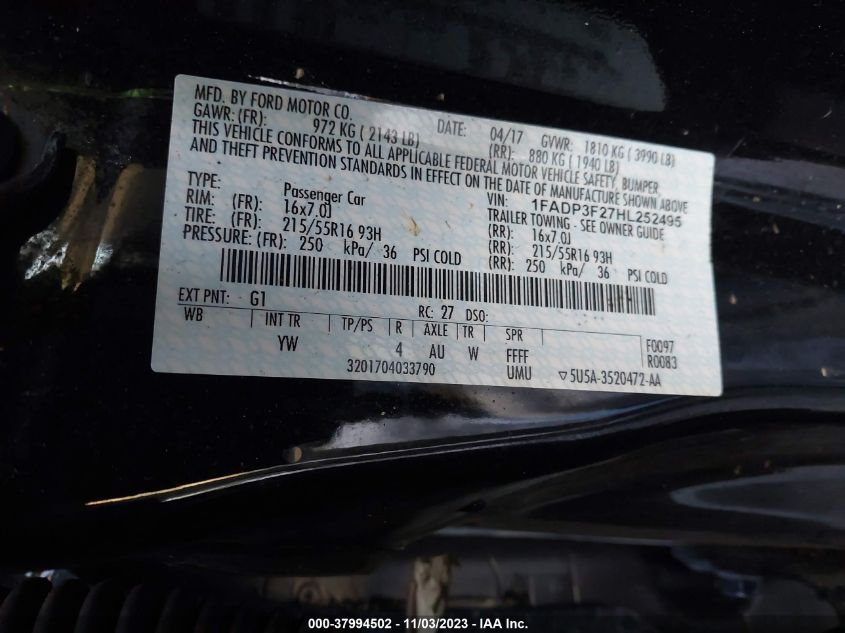 MFD. BY FORD MOTOR CO. DATE: 04/17 GVWR: 1810 KG ( 3990 LB)
GAWR: (FR): 972 KG ( 2143 LB) (RR): 880 KG ( 1940 LB)
THIS VEHICLE CONFORMS TO ALL APPLICABLE FEDERAL MOTOR VEHICLE SAFETY, BUMPER,
AND THEFT PREVENTION STANDARDS IN EFFECT ON THE DATE OF MANUFACTURE SHOWN ABOVE
VIN: 1FADP3F27HL252495
TYPE: Passenger Car TRAILER TOWING - SEE OWNER GUIDE
RIM: (FR): 16x7.0J (RR): 16x7.0J
TIRE: (FR): 215/55R16 93H (RR): 215/55R16 93H
PRESSURE: (FR): 250 kPa/ 36 PSI COLD (RR): 250 kPa/ 36 PSI COLD
EXT PNT: G1 RC: 27 DSO:
WB INT TR TP/PS R AXLE TR SPR F0097
YW 4 AU W FFFF R0083
3201704033790 UMU ▽5U5A-3520472-AA
000-37994502 - 11/03/2023 - IAA Inc.